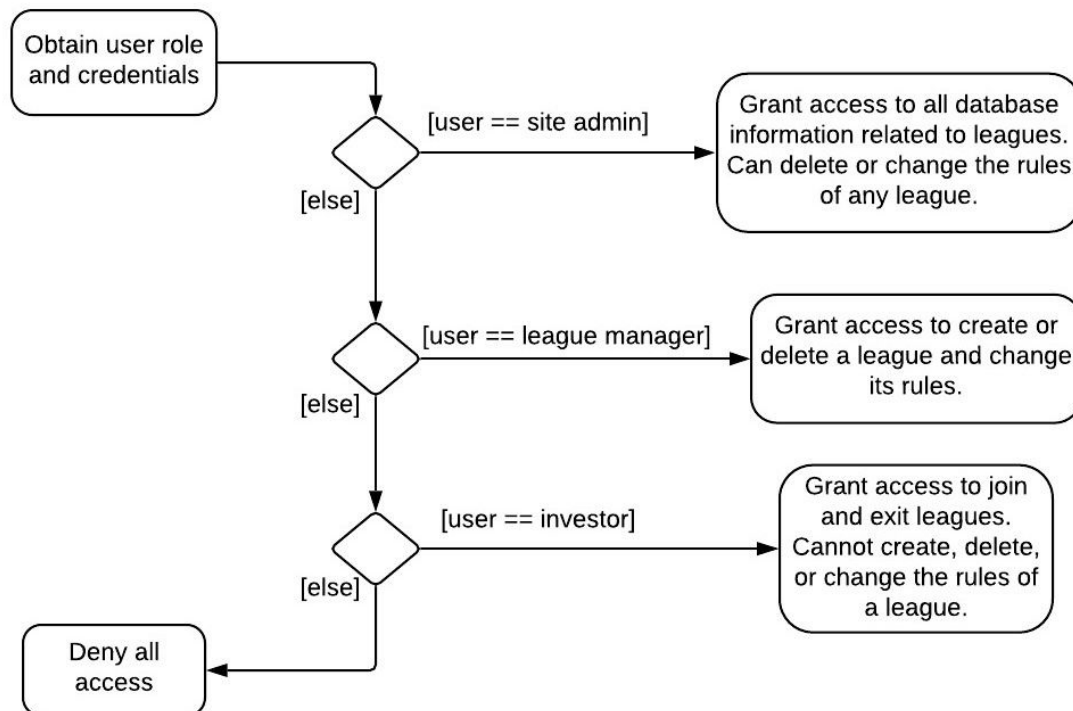 Obtain user role
and credentials
[user == site admin]
Grant access to all database
information related to leagues.
Can delete or change the rules
of any league.
[else]
[user == league manager]
Grant access to create or
delete a league and change
its rules.
[else]
[user == investor]
Grant access to join
and exit leagues.
Cannot create, delete,
or change the rules of
a league.
[else]
Deny all
access